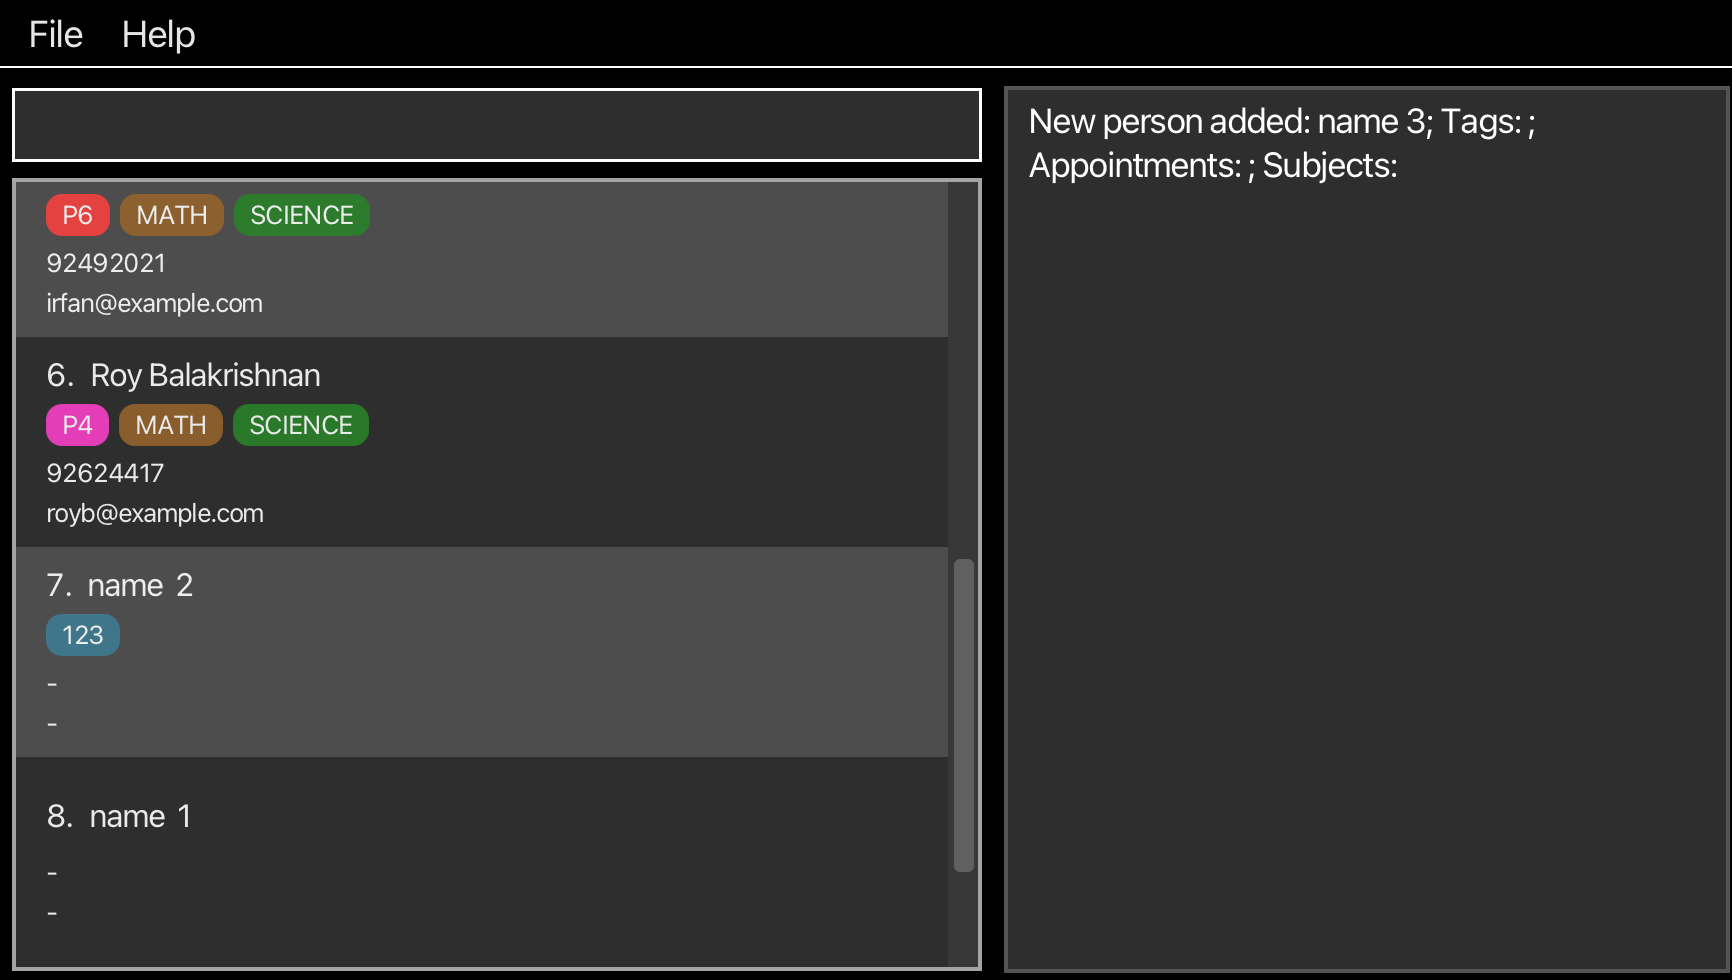 File Help
P6 MATH SCIENCE
92492021
irfan@example.com
6. Roy Balakrishnan
P4 MATH SCIENCE
92624417
royb@example.com
7. name 2
123
-
-
8. name 1
-
-
New person added: name 3; Tags: ;
Appointments: ; Subjects: